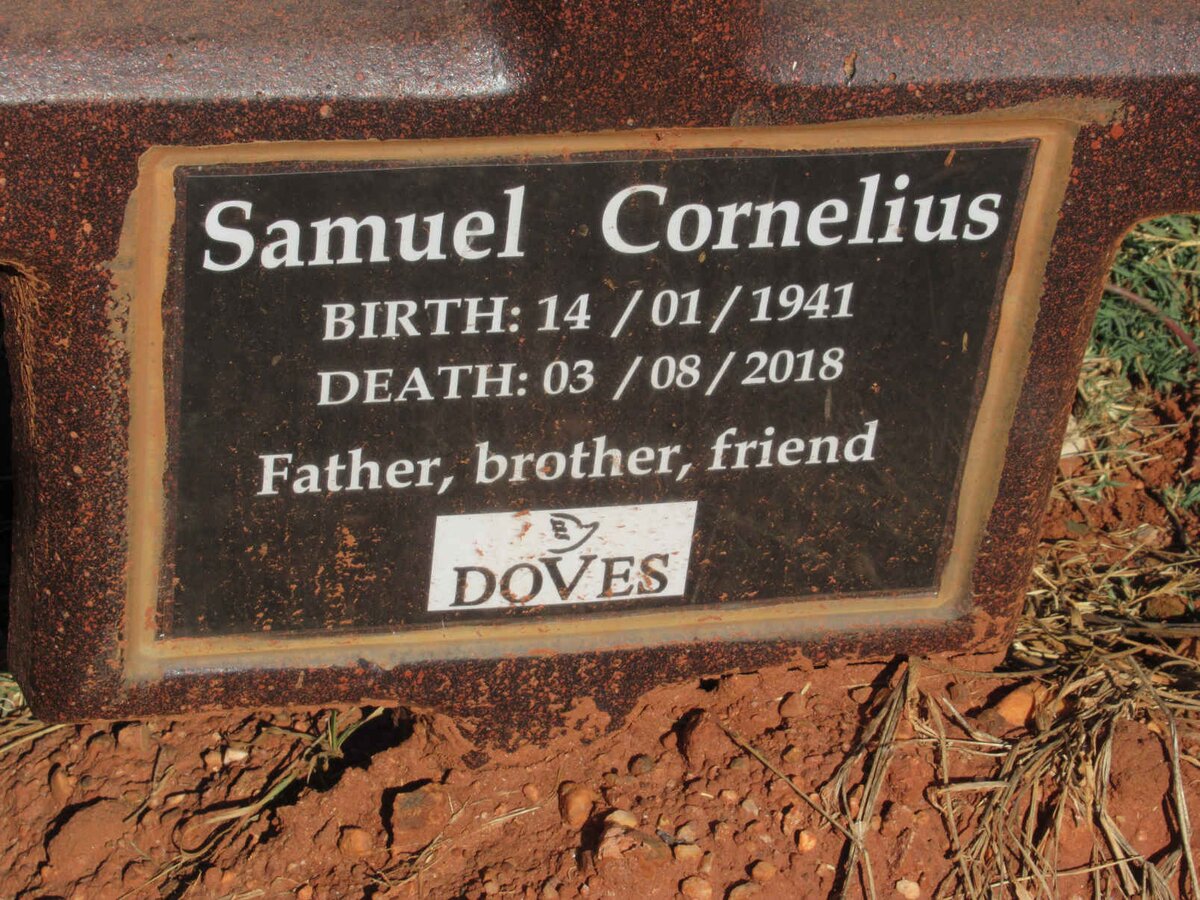 Samuel Cornelius
BIRTH: 14 /01/1941
DEATH: 03 /08/2018
Father, brother, friend
DOVES